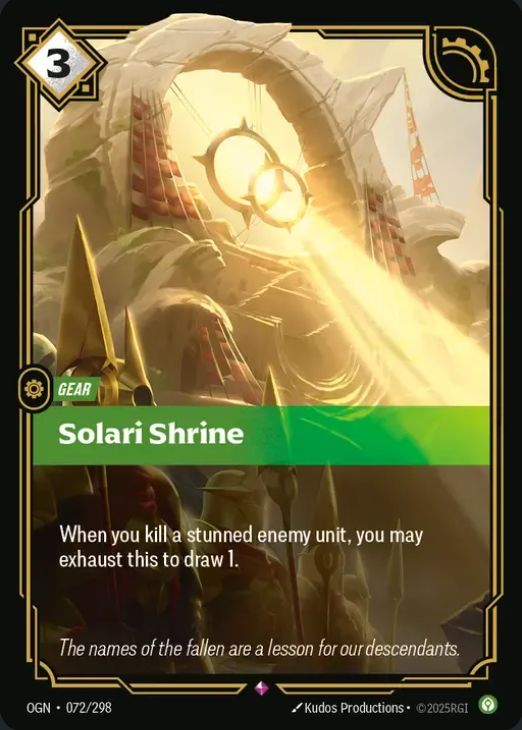 3
GEAR
Solari Shrine
When you kill a stunned enemy unit, you may
exhaust this to draw 1.
The names of the fallen are a lesson for our descendants.
OGN • 072/298
Kudos Productions • ©2025RGI